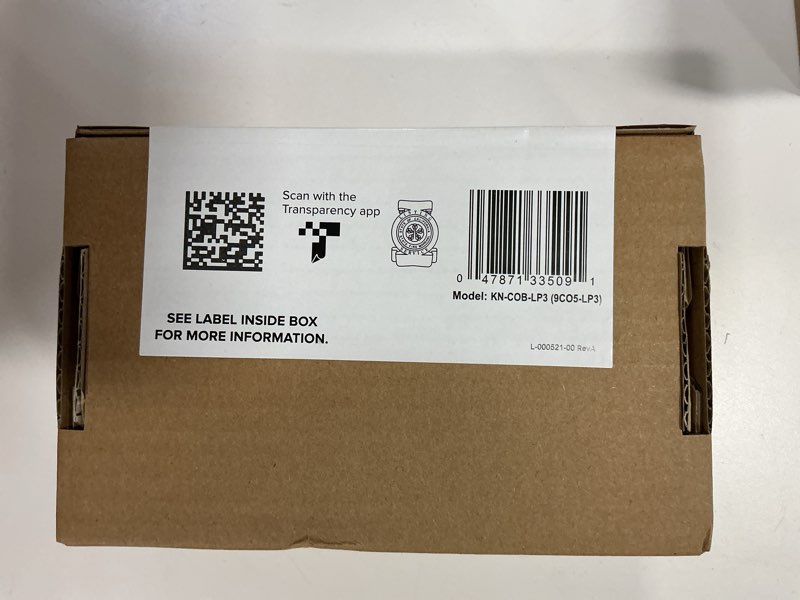 Scan with the
Transparency app
0 47871 33509 1
Model: KN-COB-LP3 (9CO5-LP3)
SEE LABEL INSIDE BOX
FOR MORE INFORMATION.
L-000521-00 RevA